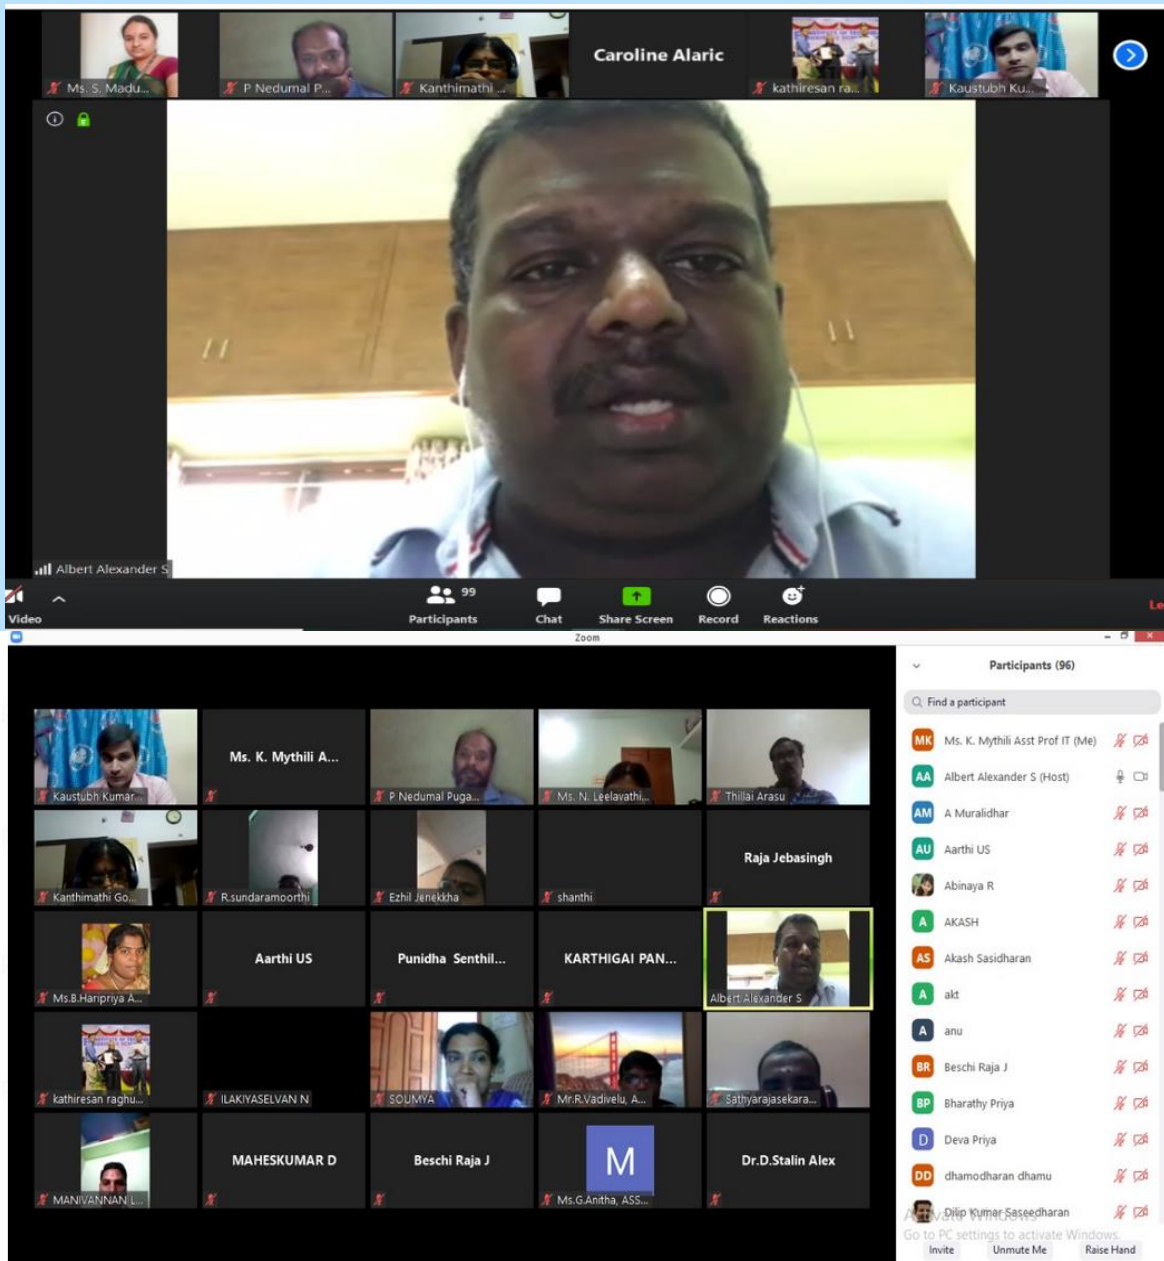 Caroline Alaric
Ms. S. Madu...
P Nedumal P...
Kanthimathi ...
kathiresan ra...
Kaustubh Ku...
Albert Alexander S
99
Video
Participants
Chat
Share Screen
Record
Reactions
Le
Zoom
Participants (96)
Find a participant
Kaustubh Kumar...
Ms. K. Mythili A...
P Nedumal Puga...
Ms. N. Leelavathi...
Thillai Arasu
Kanthimathi Go...
R.sundaramoorthi
Ezhil Jenekkha
shanthi
Raja Jebasingh
Ms.B.Haripriya A...
Aarthi US
Punidha Senthil...
KARTHIGAI PAN...
Albert Alexander S
kathiresan raghu...
ILAKIYASELVAN N
SOUMYA
Mr.R.Vadivelu, A...
Sathyarajasekara...
MANIVANNAN L...
MAHESKUMAR D
Beschi Raja J
M
Ms.G.Anitha, ASS...
Dr.D.Stalin Alex
MK Ms. K. Mythili Asst Prof IT (Me)
AA Albert Alexander S (Host)
AM A Muralidhar
AU Aarthi US
Abinaya R
A AKASH
AS Akash Sasidharan
A akt
A anu
BR Beschi Raja J
BP Bharathy Priya
D Deva Priya
DD dhamodharan dhamu
Dilip Kumar Saseedharan
Activate Windows
Go to PC settings to activate Windows.
Invite
Unmute Me
Raise Hand